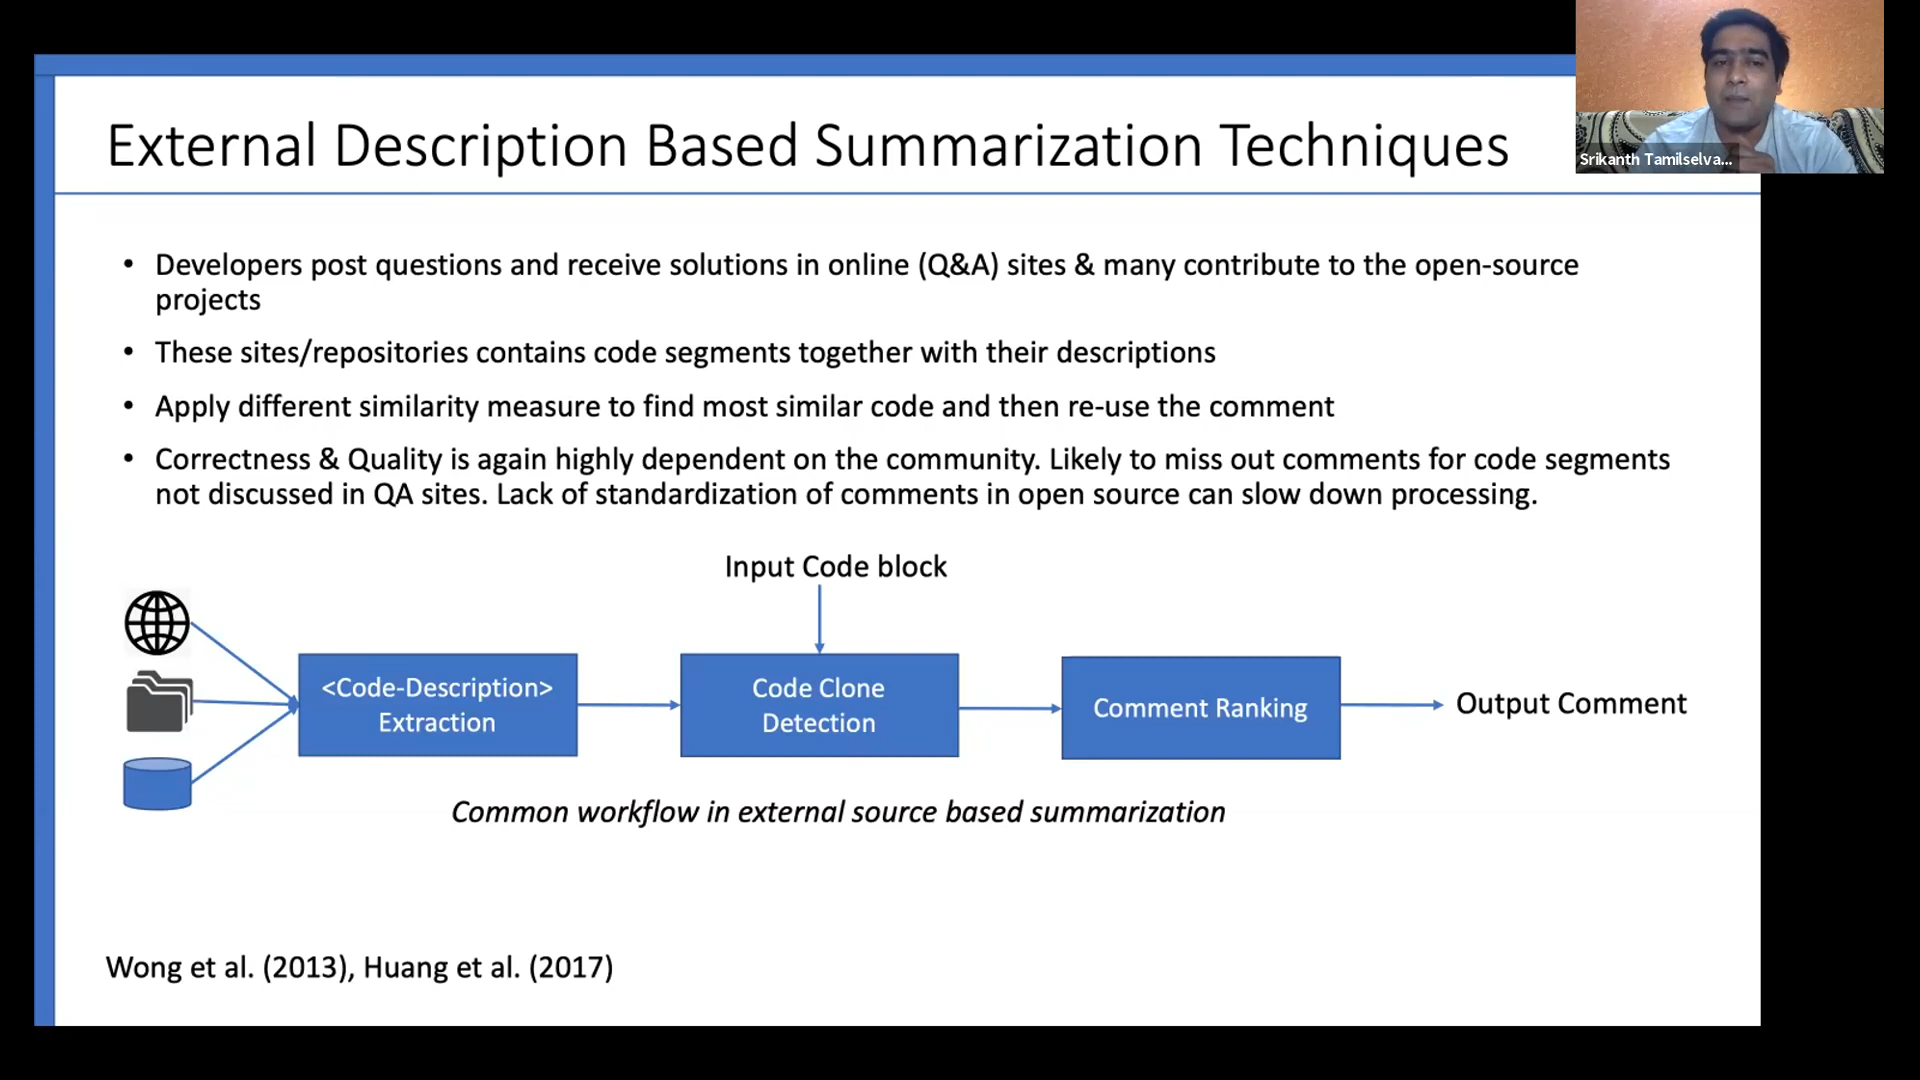 External Description Based Summarization Techniques
Srikanth Tamilselva...
• Developers post questions and receive solutions in online (Q&A) sites & many contribute to the open-source
projects
• These sites/repositories contains code segments together with their descriptions
• Apply different similarity measure to find most similar code and then re-use the comment
• Correctness & Quality is again highly dependent on the community. Likely to miss out comments for code segments
not discussed in QA sites. Lack of standardization of comments in open source can slow down processing.
Input Code block
<Code-Description>
Extraction
Code Clone
Detection
Comment Ranking
Output Comment
Common workflow in external source based summarization
Wong et al. (2013), Huang et al. (2017)